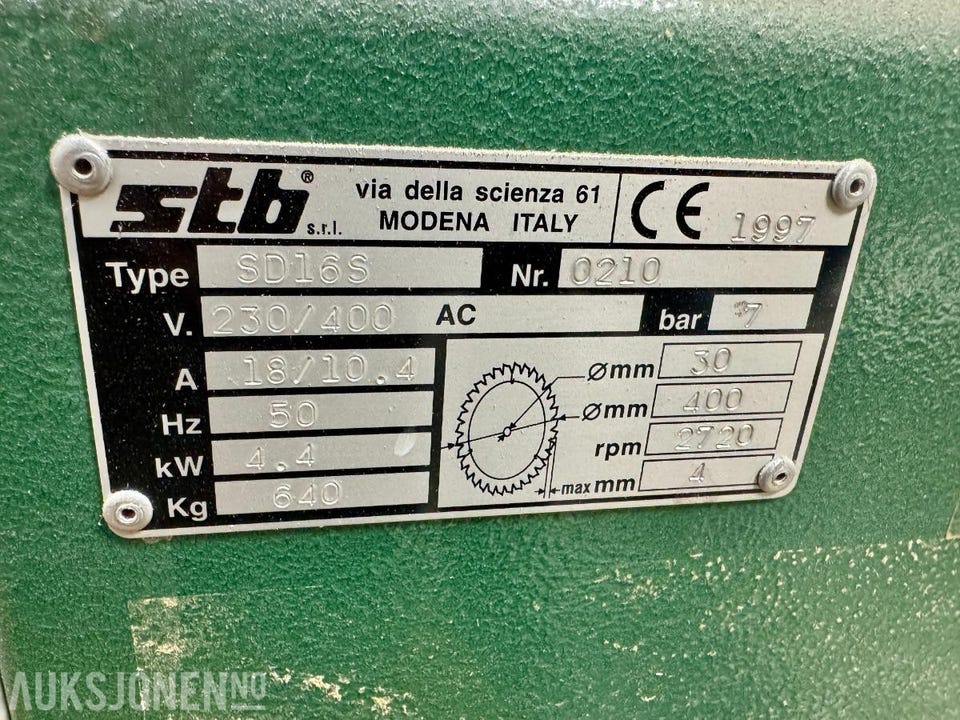 stb® s.r.l. via della scienza 61
MODENA ITALY
CE 1997
Type SD16S Nr. 0210
V. 230/400 AC bar 7
A 18/10.4
Hz 50
kW 4.4
Kg 640
Ømm 30
Ømm 400
rpm 2720
max mm 4
AUKSJONEN.NO